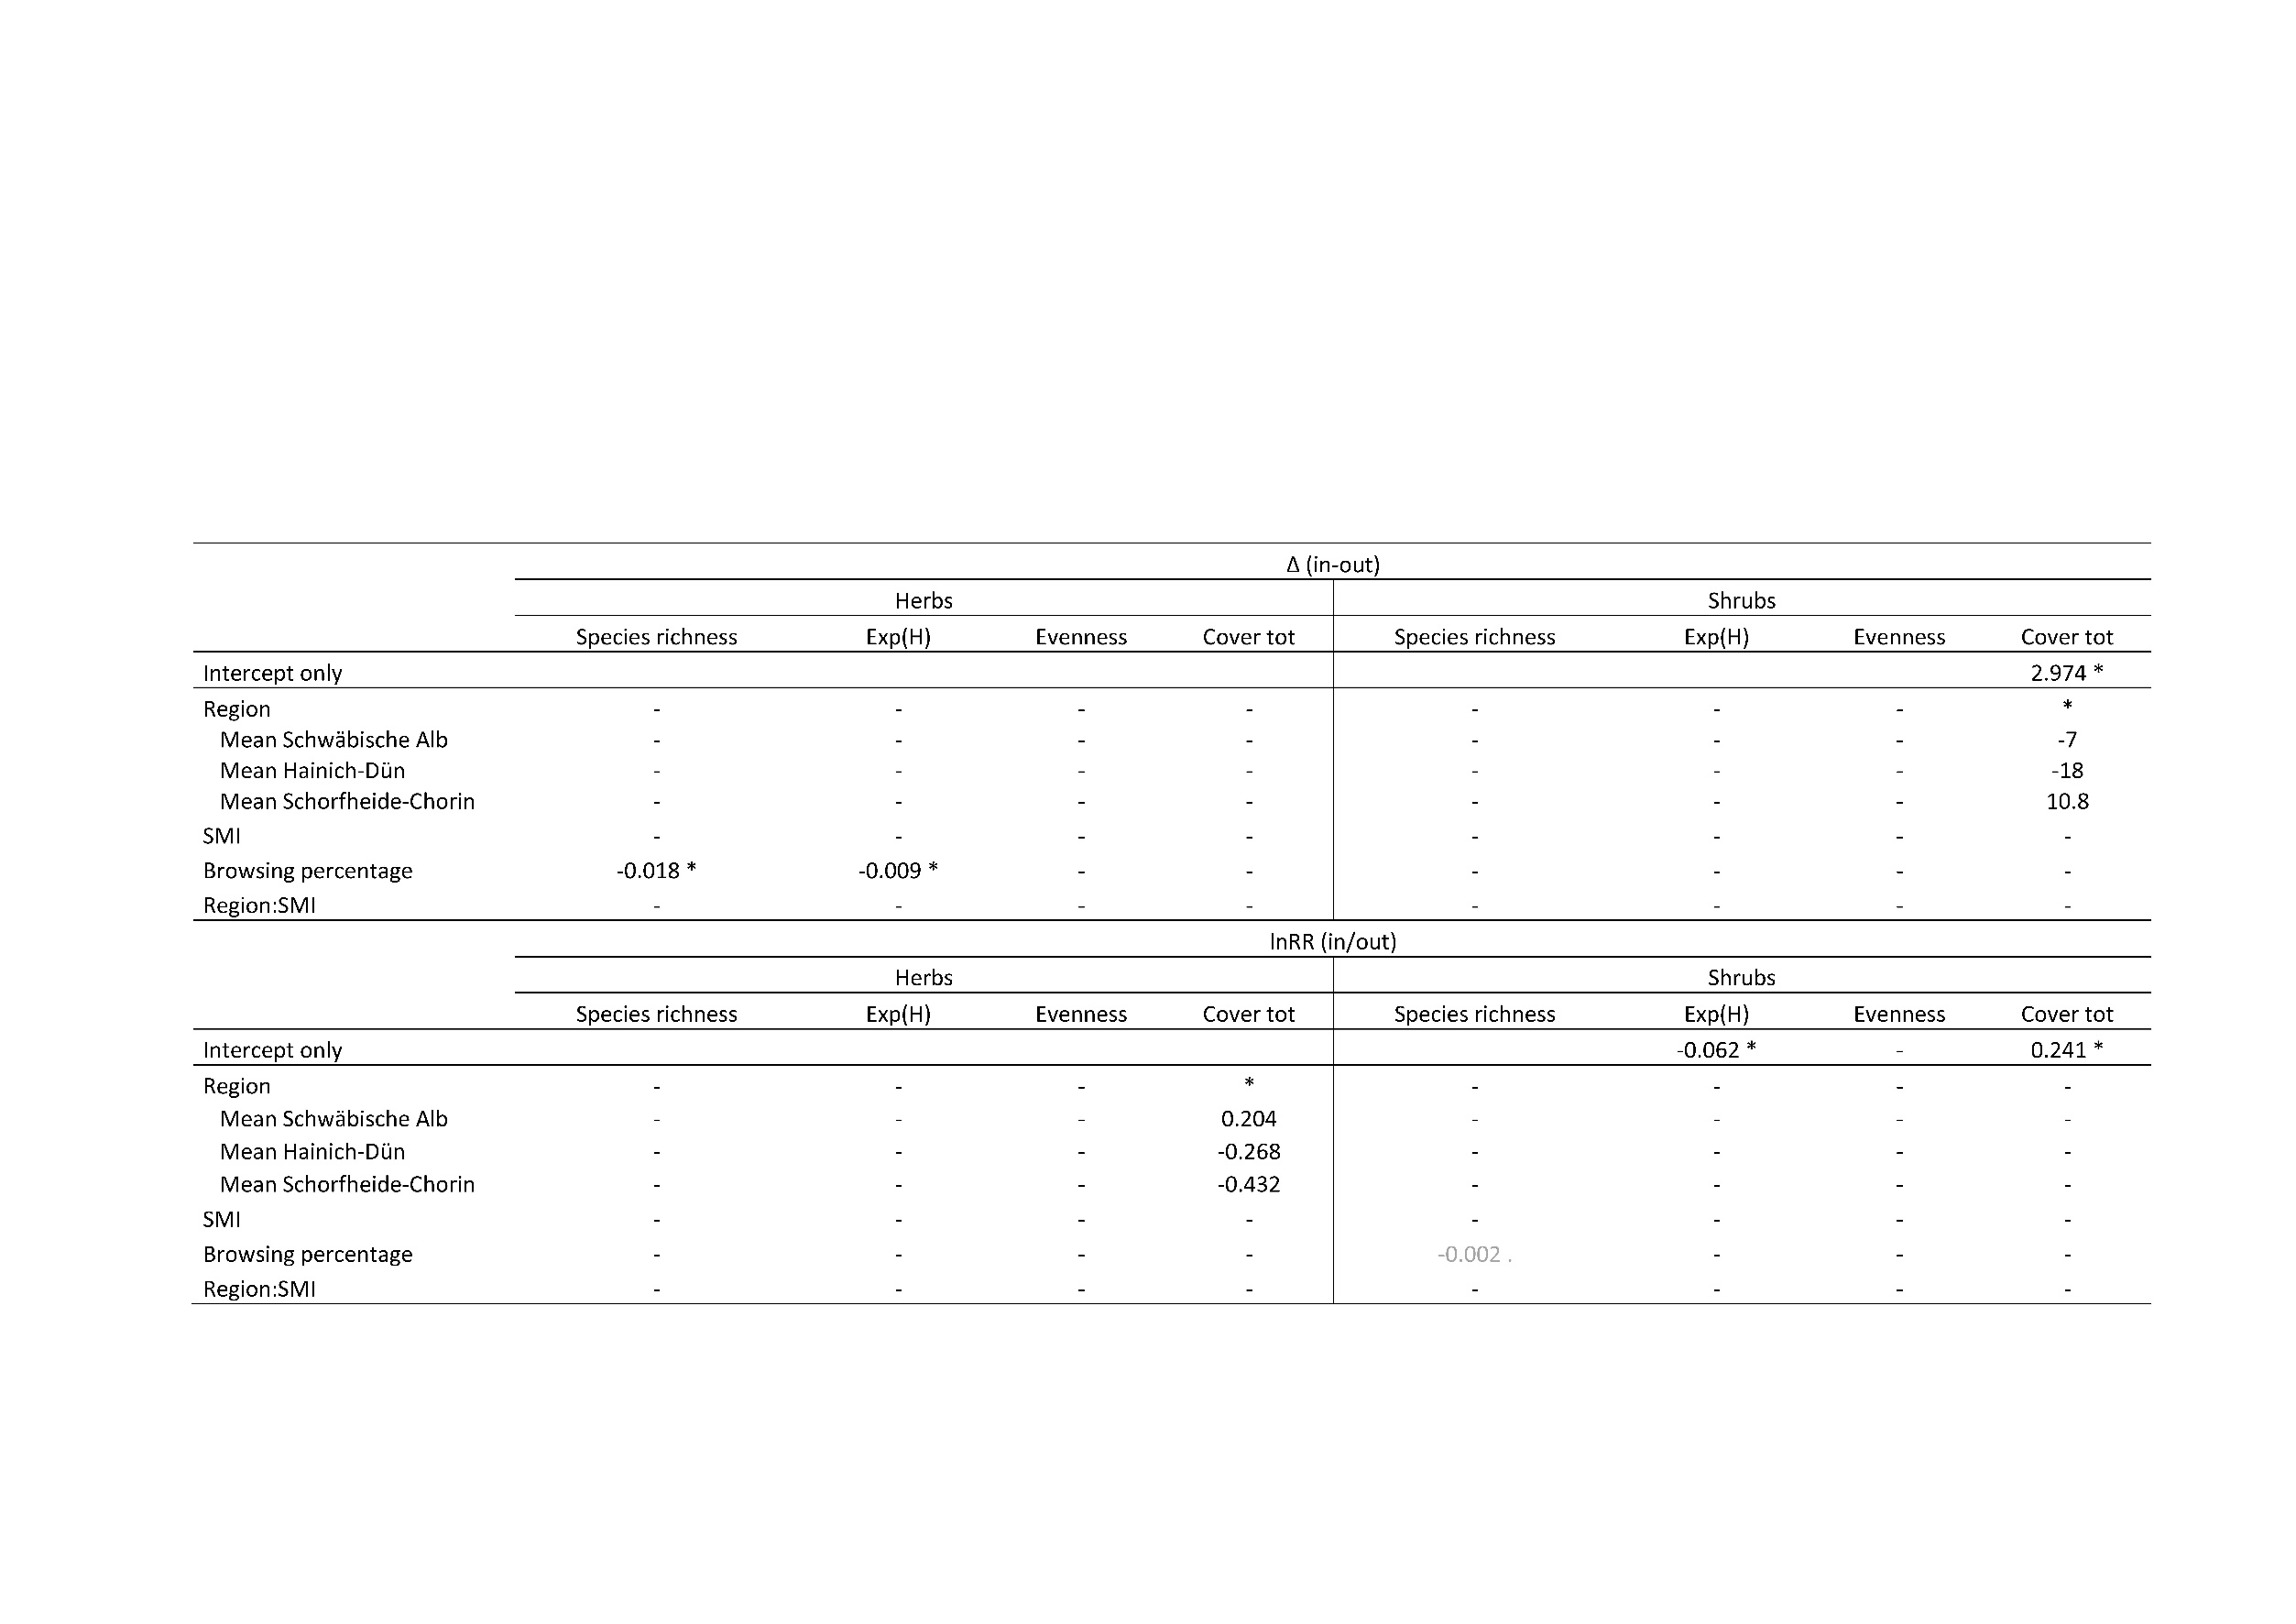 Δ (in-out)
Herbs Shrubs
Species richness Exp(H) Evenness Cover tot Species richness Exp(H) Evenness Cover tot
Intercept only 2.974 *
Region - - - - - - - *
Mean Schwäbische Alb - - - - - - - -7
Mean Hainich-Dün - - - - - - - -18
Mean Schorfheide-Chorin - - - - - - - 10.8
SMI - - - - - - - -
Browsing percentage -0.018 * -0.009 * - - - - - -
Region:SMI - - - - - - - -
lnRR (in/out)
Herbs Shrubs
Species richness Exp(H) Evenness Cover tot Species richness Exp(H) Evenness Cover tot
Intercept only -0.062 * - 0.241 *
Region - - - * - - - -
Mean Schwäbische Alb - - - 0.204 - - - -
Mean Hainich-Dün - - - -0.268 - - - -
Mean Schorfheide-Chorin - - - -0.432 - - - -
SMI - - - - - - - -
Browsing percentage - - - - -0.002 . - - -
Region:SMI - - - - - - - -